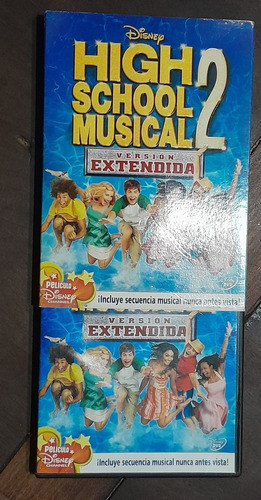 Disney
HIGH
SCHOOL
MUSICAL 2
VERSIÓN
EXTENDIDA
PELÍCULA
Disney
CHANNEL
¡Incluye secuencia musical nunca antes vista!
VERSIÓN
EXTENDIDA
PELÍCULA
Disney
CHANNEL
¡Incluye secuencia musical nunca antes vista!